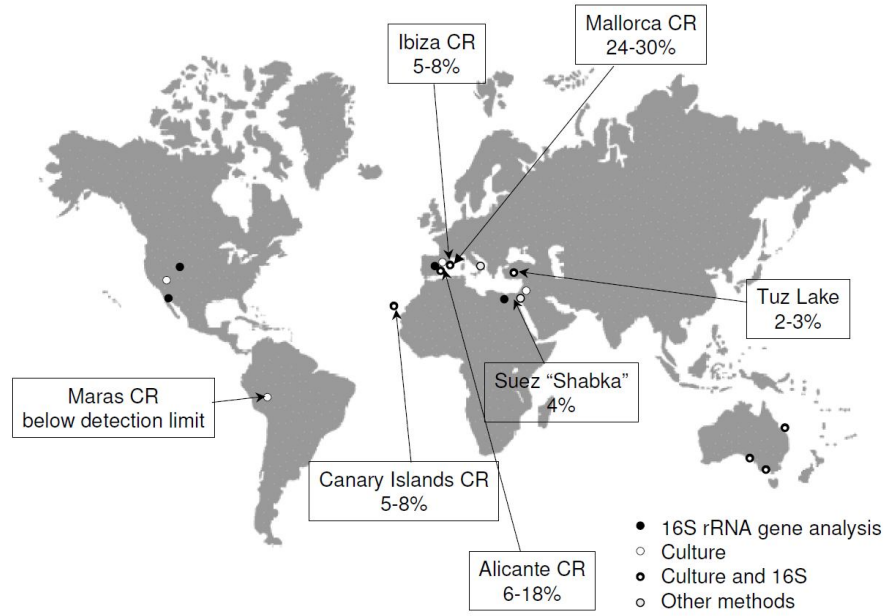 Mallorca CR
24-30%
Ibiza CR
5-8%
Tuz Lake
2-3%
Suez “Shabka”
4%
Maras CR
below detection limit
Canary Islands CR
5-8%
Alicante CR
6-18%
16S rRNA gene analysis
Culture
Culture and 16S
Other methods